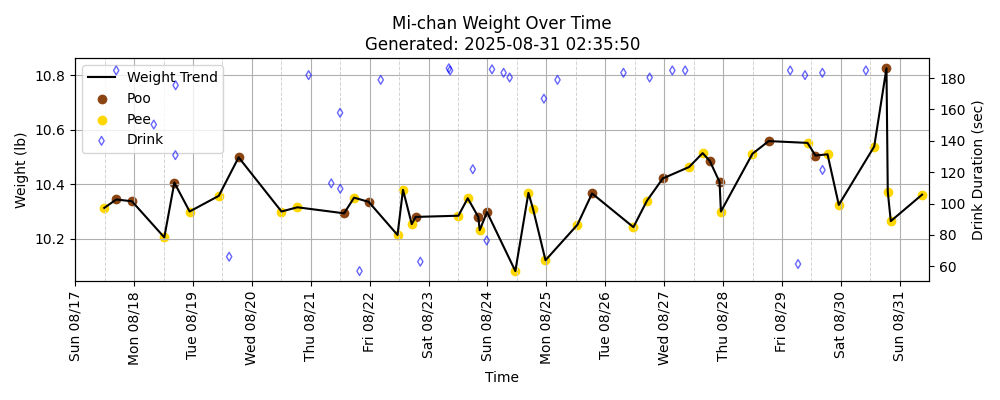 Mi-chan Weight Over Time
Generated: 2025-08-31 02:35:50
Weight Trend
Poo
Pee
Drink
Weight (lb)
10.8
10.6
10.4
10.2
180
160
140
120
100
80
60
Drink Duration (sec)
Sun 08/17
Mon 08/18
Tue 08/19
Wed 08/20
Thu 08/21
Fri 08/22
Sat 08/23
Sun 08/24
Mon 08/25
Tue 08/26
Wed 08/27
Thu 08/28
Fri 08/29
Sat 08/30
Sun 08/31
Time